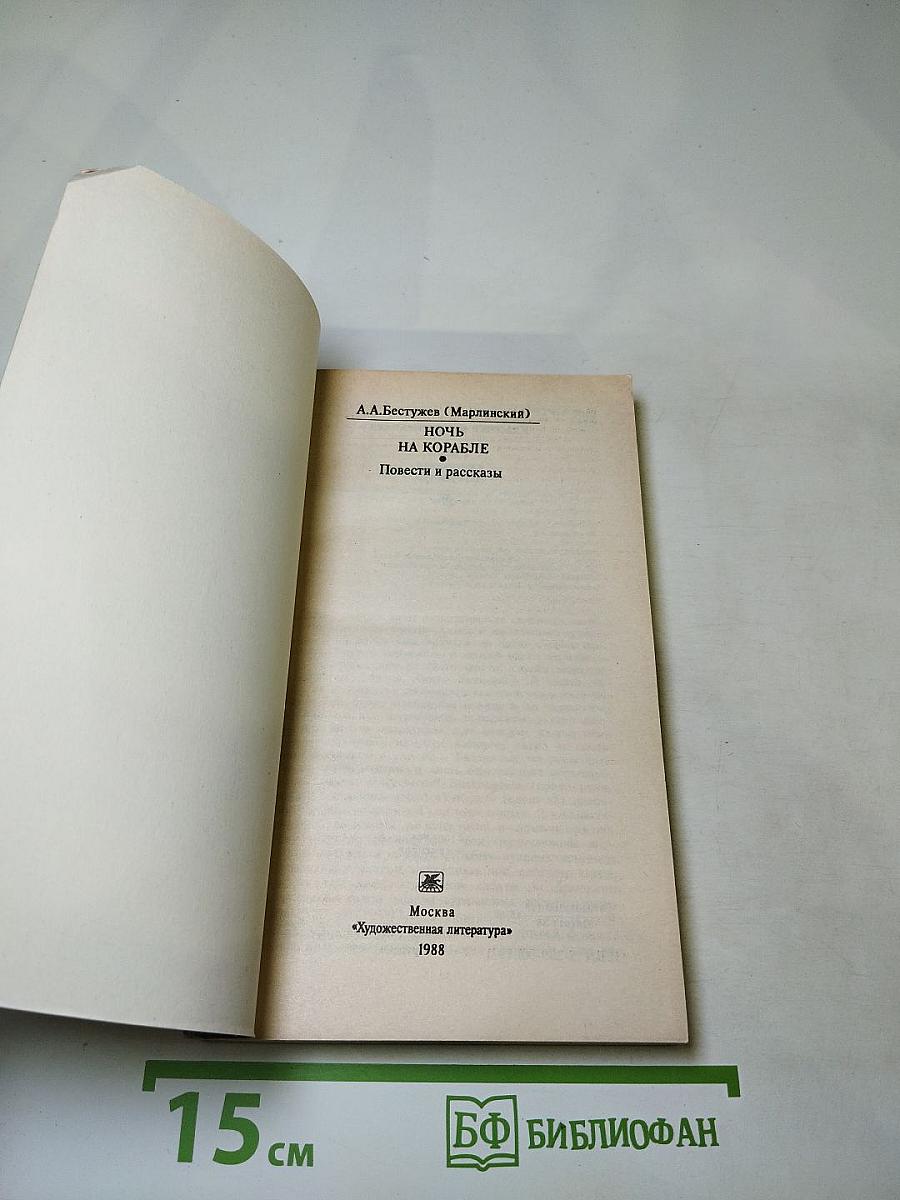 А.А.Бестужев (Марлинский)
НОЧЬ
НА КОРАБЛЕ
Повести и рассказы
Москва
«Художественная литература»
1988
15 см
БФ БИБЛИОФАН